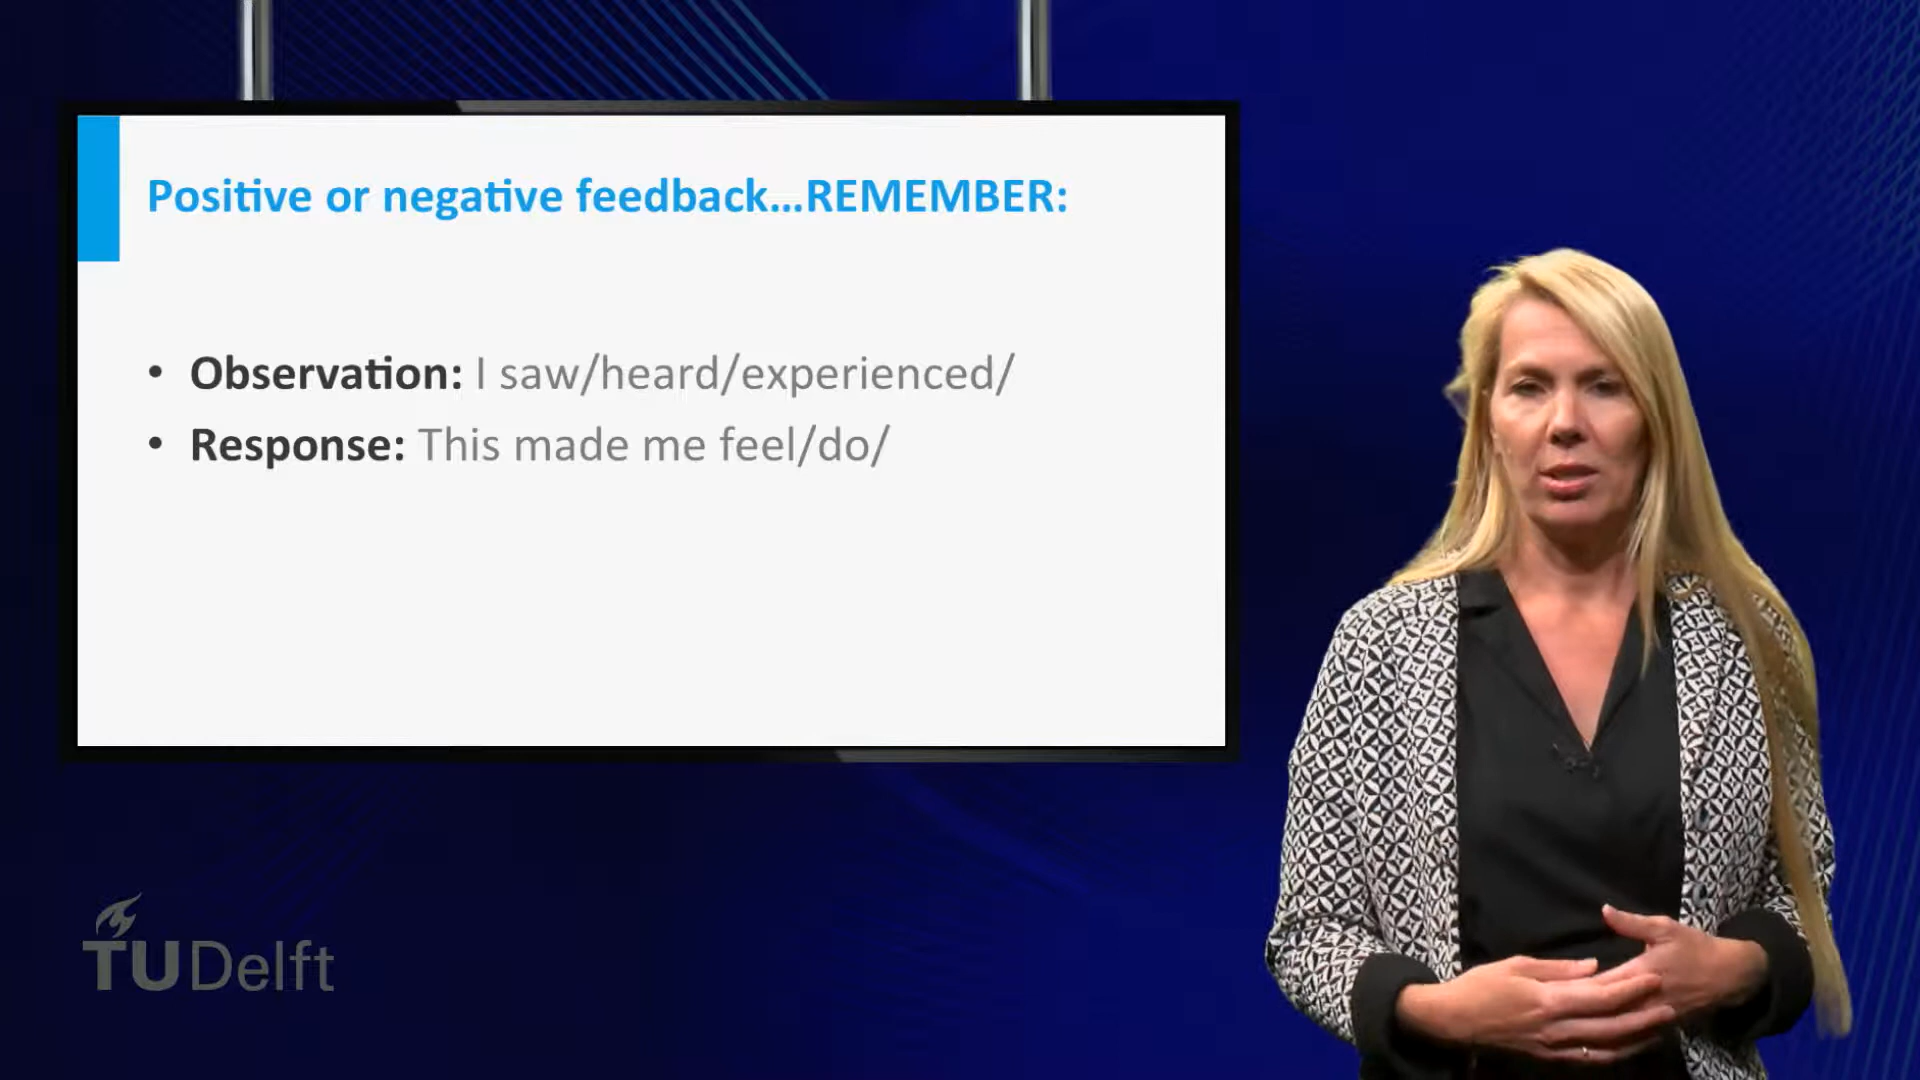 Positive or negative feedback...REMEMBER:
• Observation: I saw/heard/experienced/
• Response: This made me feel/do/
TUDelft